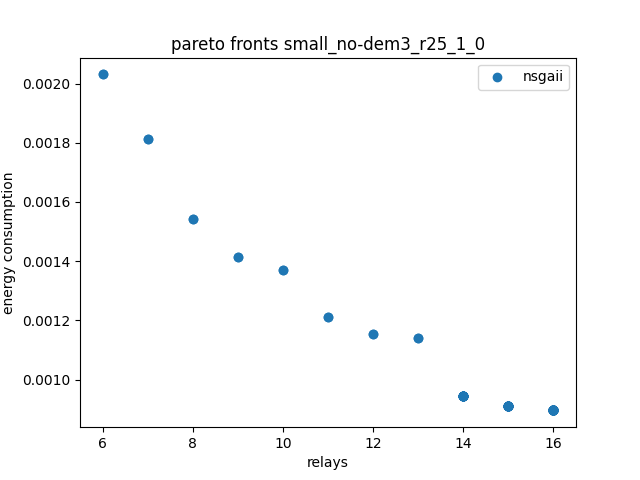 pareto fronts small_no-dem3_r25_1_0
nsgaii
energy consumption
0.0020
0.0018
0.0016
0.0014
0.0012
0.0010
6 8 10 12 14 16
relays